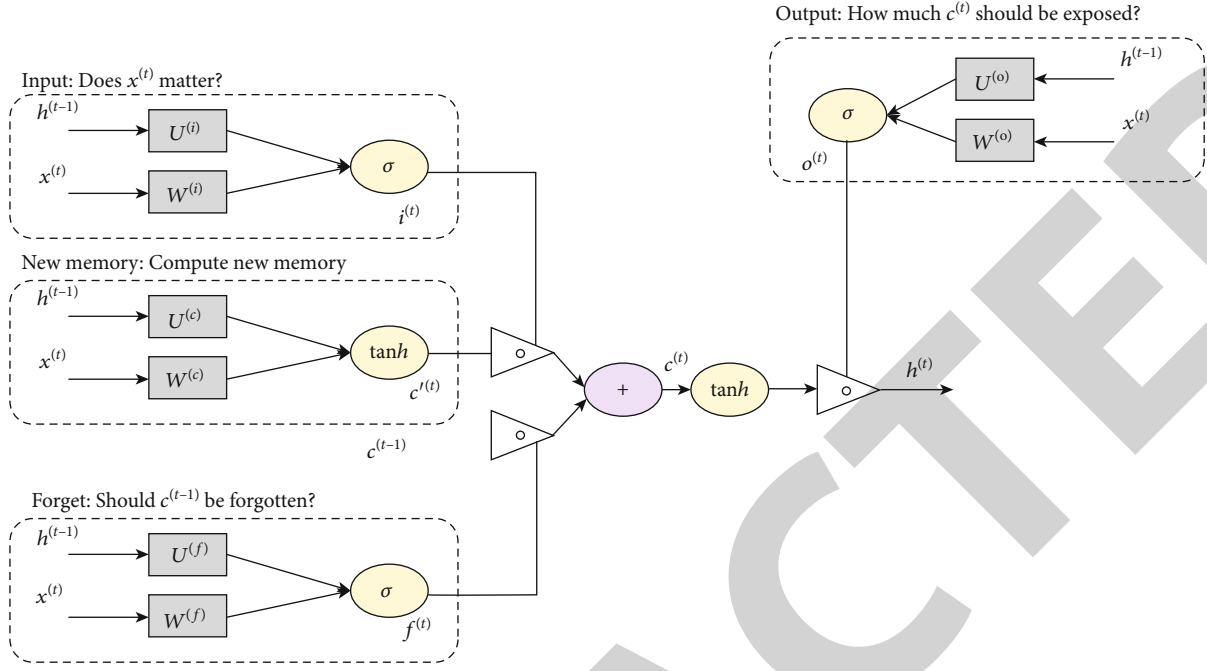 Output: How much c^(t) should be exposed?
h^(t–1)
U^(o)
σ
x^(t)
W^(o)
o^(t)
Input: Does x^(t) matter?
h^(t–1)
U^(i)
σ
x^(t)
W^(i)
i^(t)
New memory: Compute new memory
h^(t–1)
U^(c)
tanh
x^(t)
W^(c)
c′^(t)
c^(t–1)
+
c^(t)
tanh
h^(t)
Forget: Should c^(t–1) be forgotten?
h^(t–1)
U^(f)
σ
x^(t)
W^(f)
f^(t)